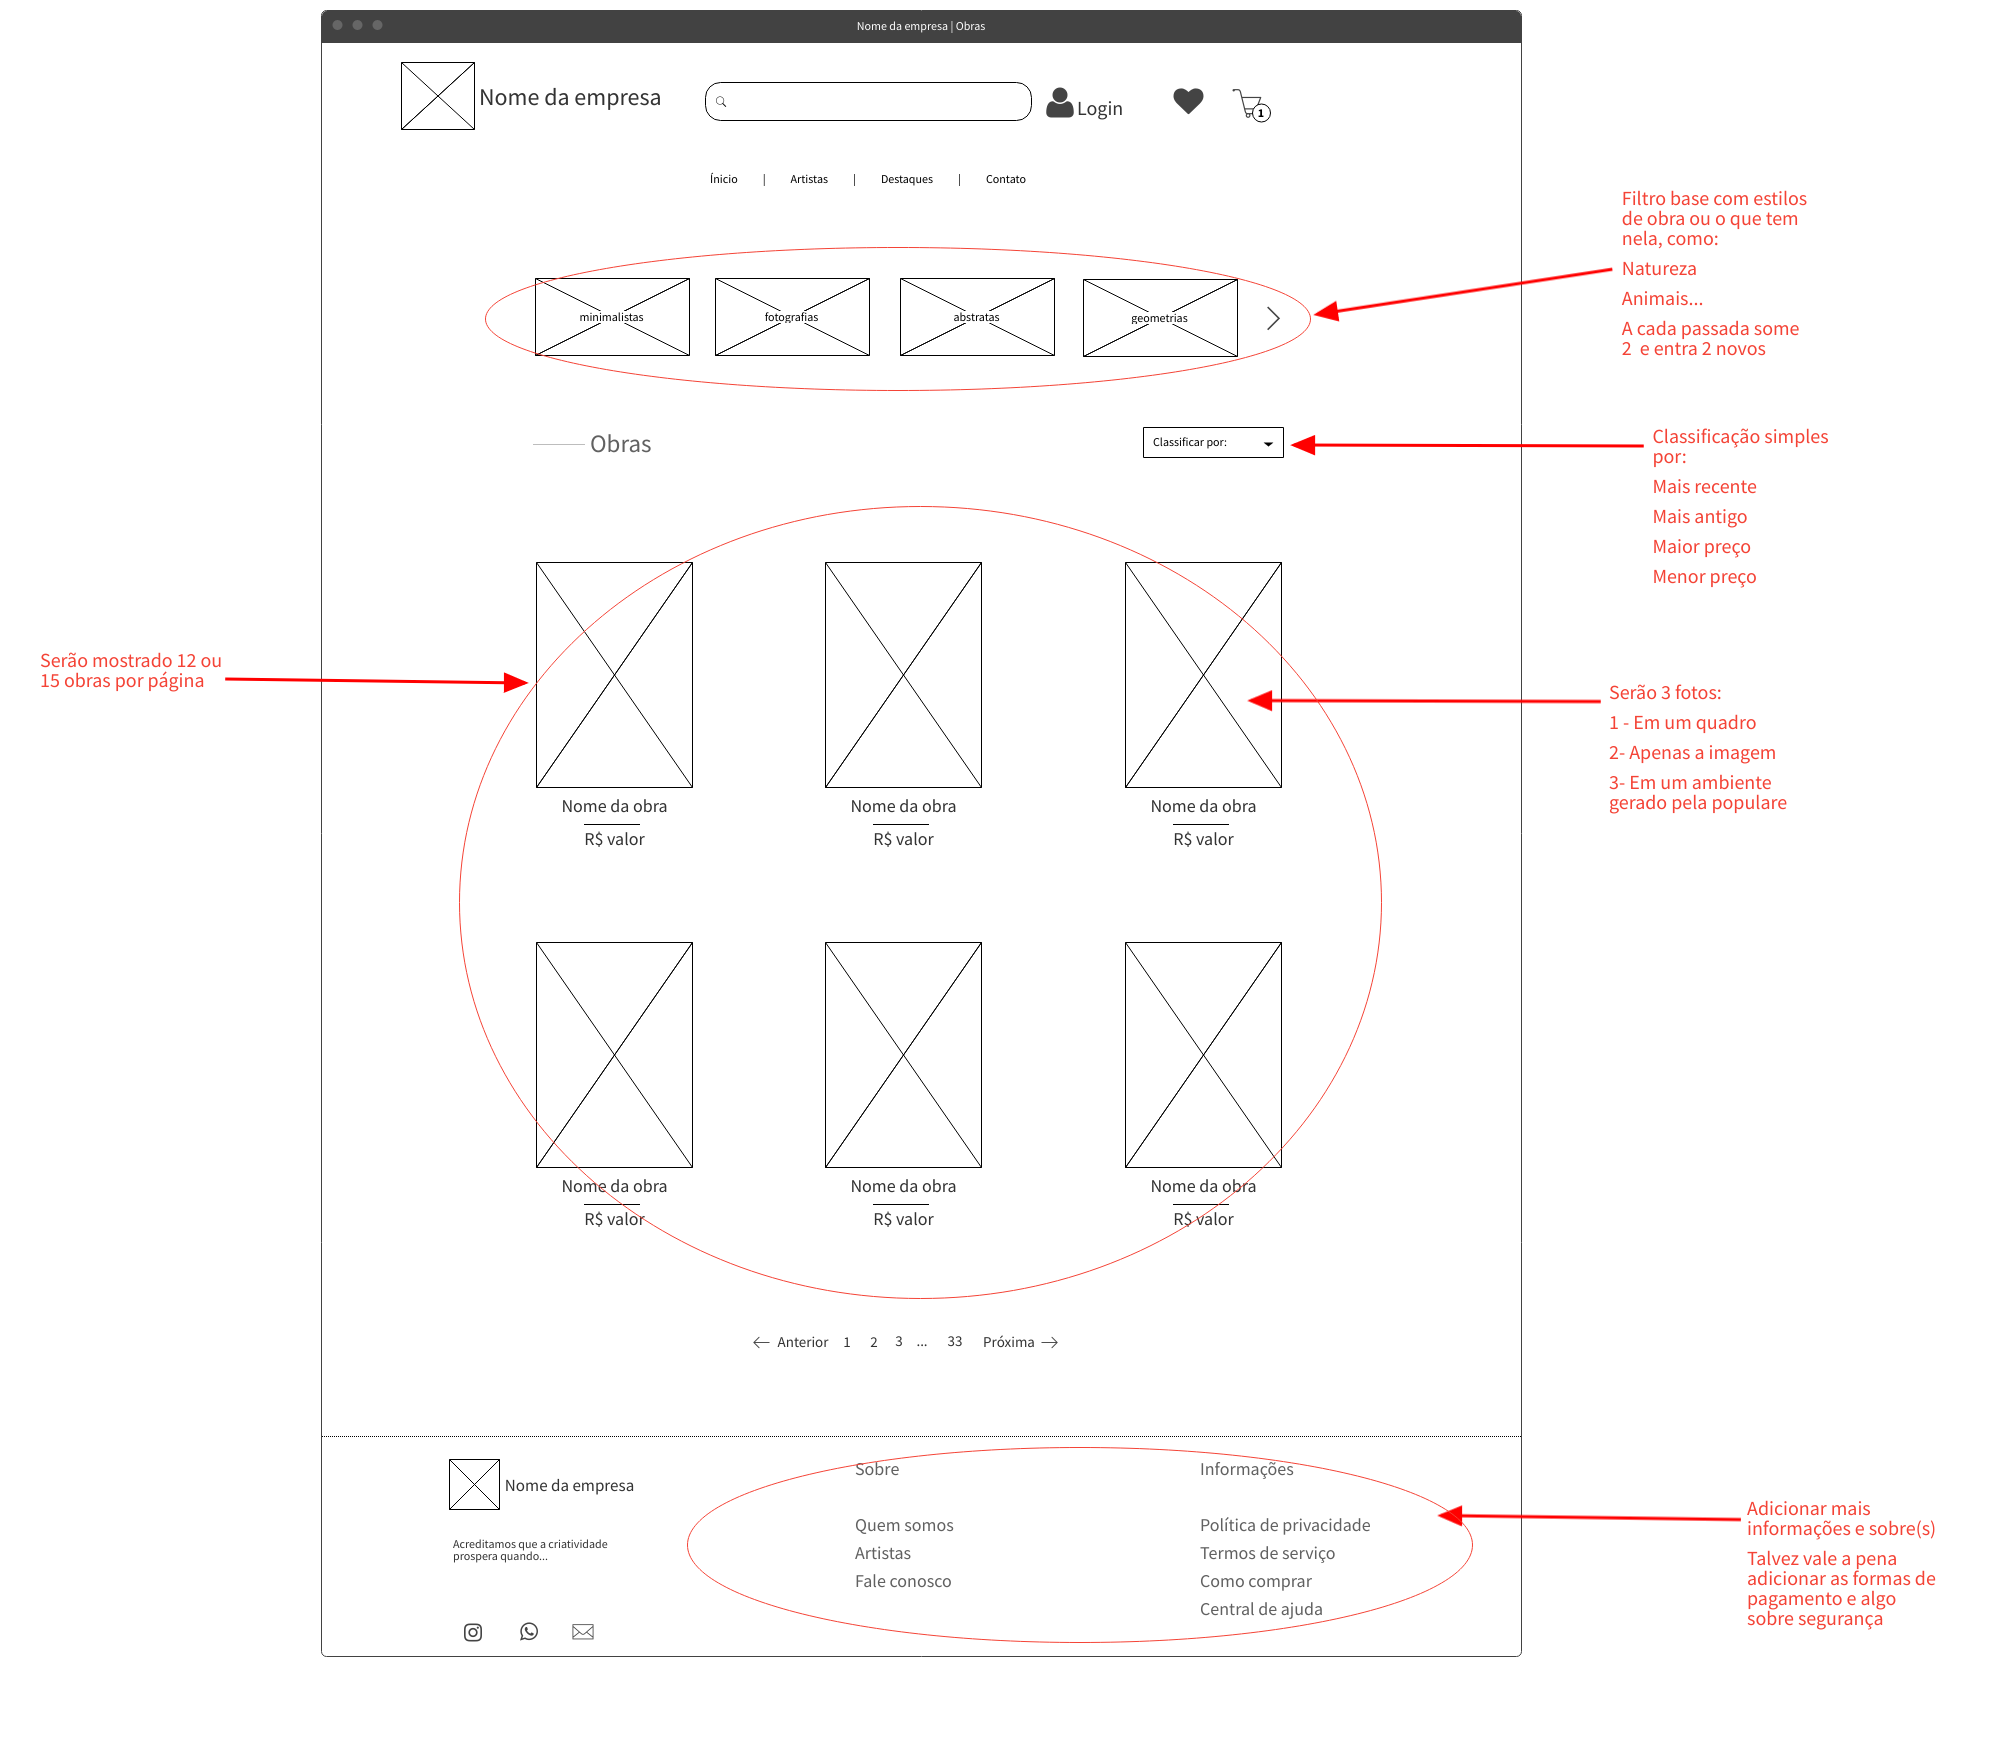 Nome da empresa | Obras
Nome da empresa
Login
1
Ínicio | Artistas | Destaques | Contato
Filtro base com estilos
de obra ou o que tem
nela, como:
Natureza
Animais...
A cada passada some
2 e entra 2 novos
minimalistas
fotografias
abstratas
geometrias
Obras
Classificar por:
Classificação simples
por:
Mais recente
Mais antigo
Maior preço
Menor preço
Serão mostrado 12 ou
15 obras por página
Serão 3 fotos:
1 - Em um quadro
2- Apenas a imagem
3- Em um ambiente
gerado pela populare
Nome da obra
R$ valor
Nome da obra
R$ valor
Nome da obra
R$ valor
Nome da obra
R$ valor
Nome da obra
R$ valor
Nome da obra
R$ valor
Anterior 1 2 3 ... 33 Próxima
Nome da empresa
Acreditamos que a criatividade
prospera quando...
Sobre
Quem somos
Artistas
Fale conosco
Informações
Política de privacidade
Termos de serviço
Como comprar
Central de ajuda
Adicionar mais
informações e sobre(s)
Talvez vale a pena
adicionar as formas de
pagamento e algo
sobre segurança